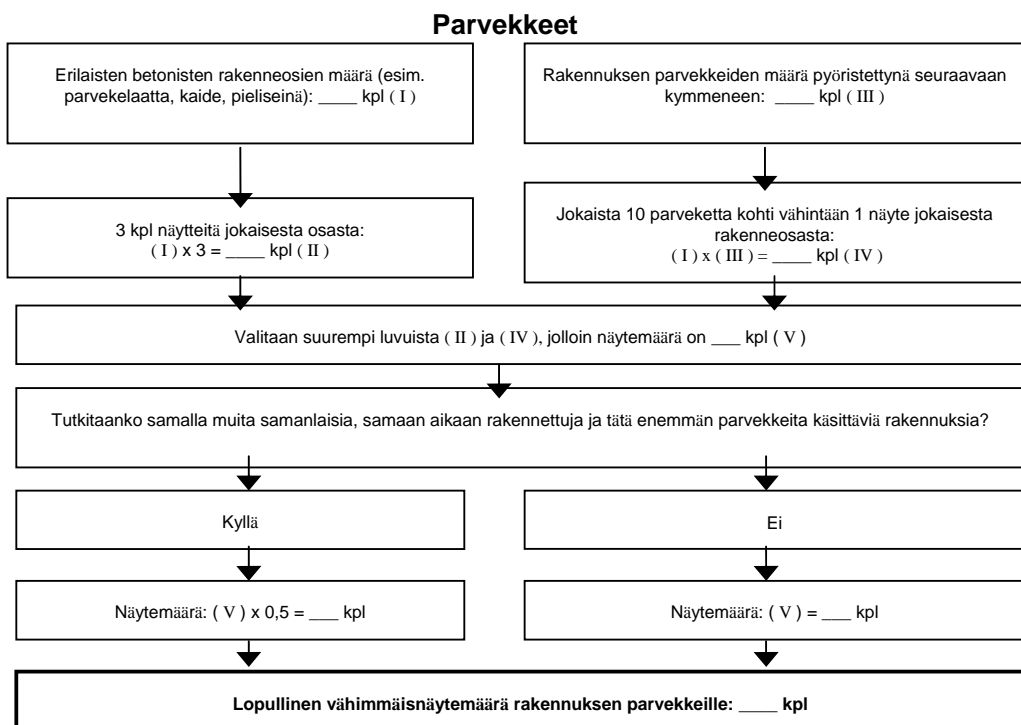 Parvekkeet
Erilaisten betonisten rakenneosien määrä (esim.
parvekelaatta, kaide, pieliseinä): ____ kpl ( I )
Rakennuksen parvekkeiden määrä pyöristettynä seuraavaan
kymmeneen: ____ kpl ( III )
3 kpl näytteitä jokaisesta osasta:
( I ) x 3 = ____ kpl ( II )
Jokaista 10 parveketta kohti vähintään 1 näyte jokaisesta
rakenneosasta:
( I ) x ( III ) = ____ kpl ( IV )
Valitaan suurempi luvuista ( II ) ja ( IV ), jolloin näytemäärä on ___ kpl ( V )
Tutkitaanko samalla muita samanlaisia, samaan aikaan rakennettuja ja tätä enemmän parvekkeita käsittäviä rakennuksia?
Kyllä
Ei
Näytemäärä: ( V ) x 0,5 = ___ kpl
Näytemäärä: ( V ) = ___ kpl
Lopullinen vähimmäisnäytemäärä rakennuksen parvekkeille: ____ kpl